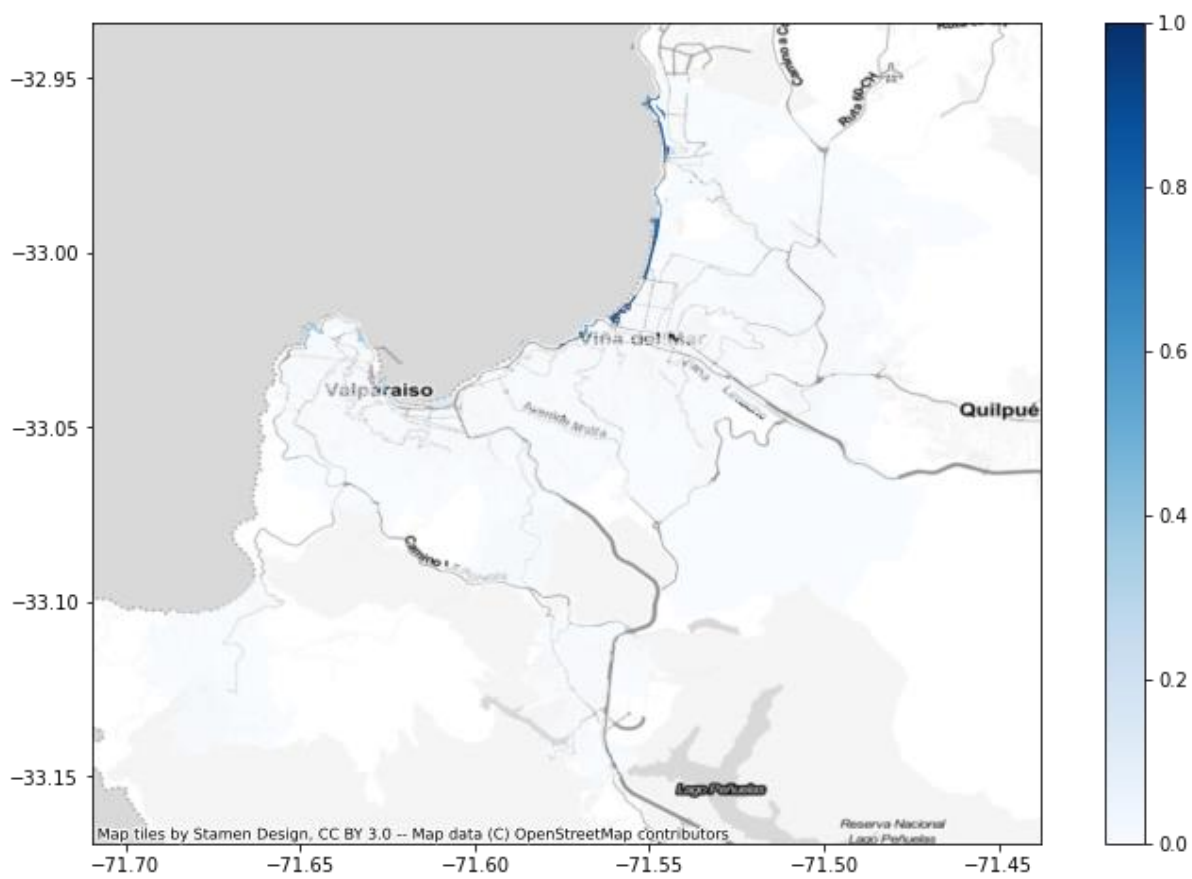 1.0
−32.95
Ruta 60-CH
0.8
−33.00
Viña del Mar
0.6
Valparaiso
Quilpué
−33.05
0.4
−33.10
0.2
−33.15
Lago Peñuelas
Reserva Nacional
Lago Peñuelas
Map tiles by Stamen Design, CC BY 3.0 -- Map data (C) OpenStreetMap contributors
0.0
−71.70
−71.65
−71.60
−71.55
−71.50
−71.45